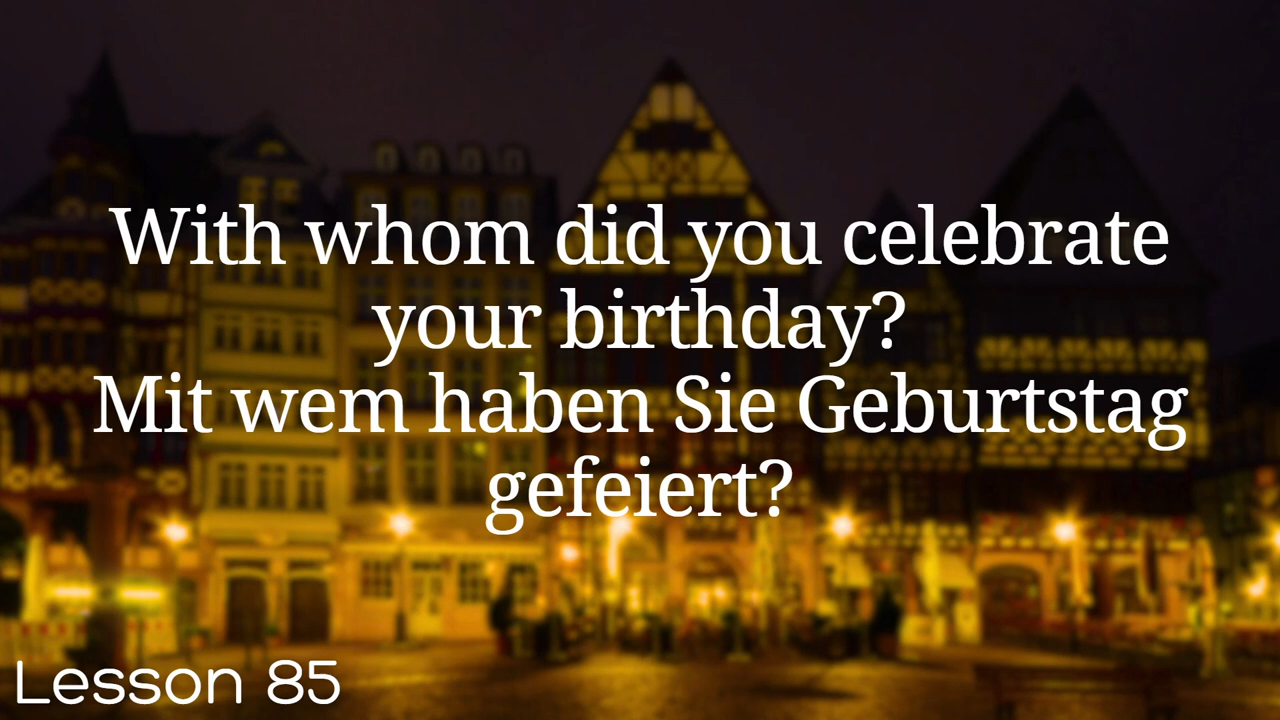 With whom did you celebrate
your birthday?
Mit wem haben Sie Geburtstag
gefeiert?
Lesson 85